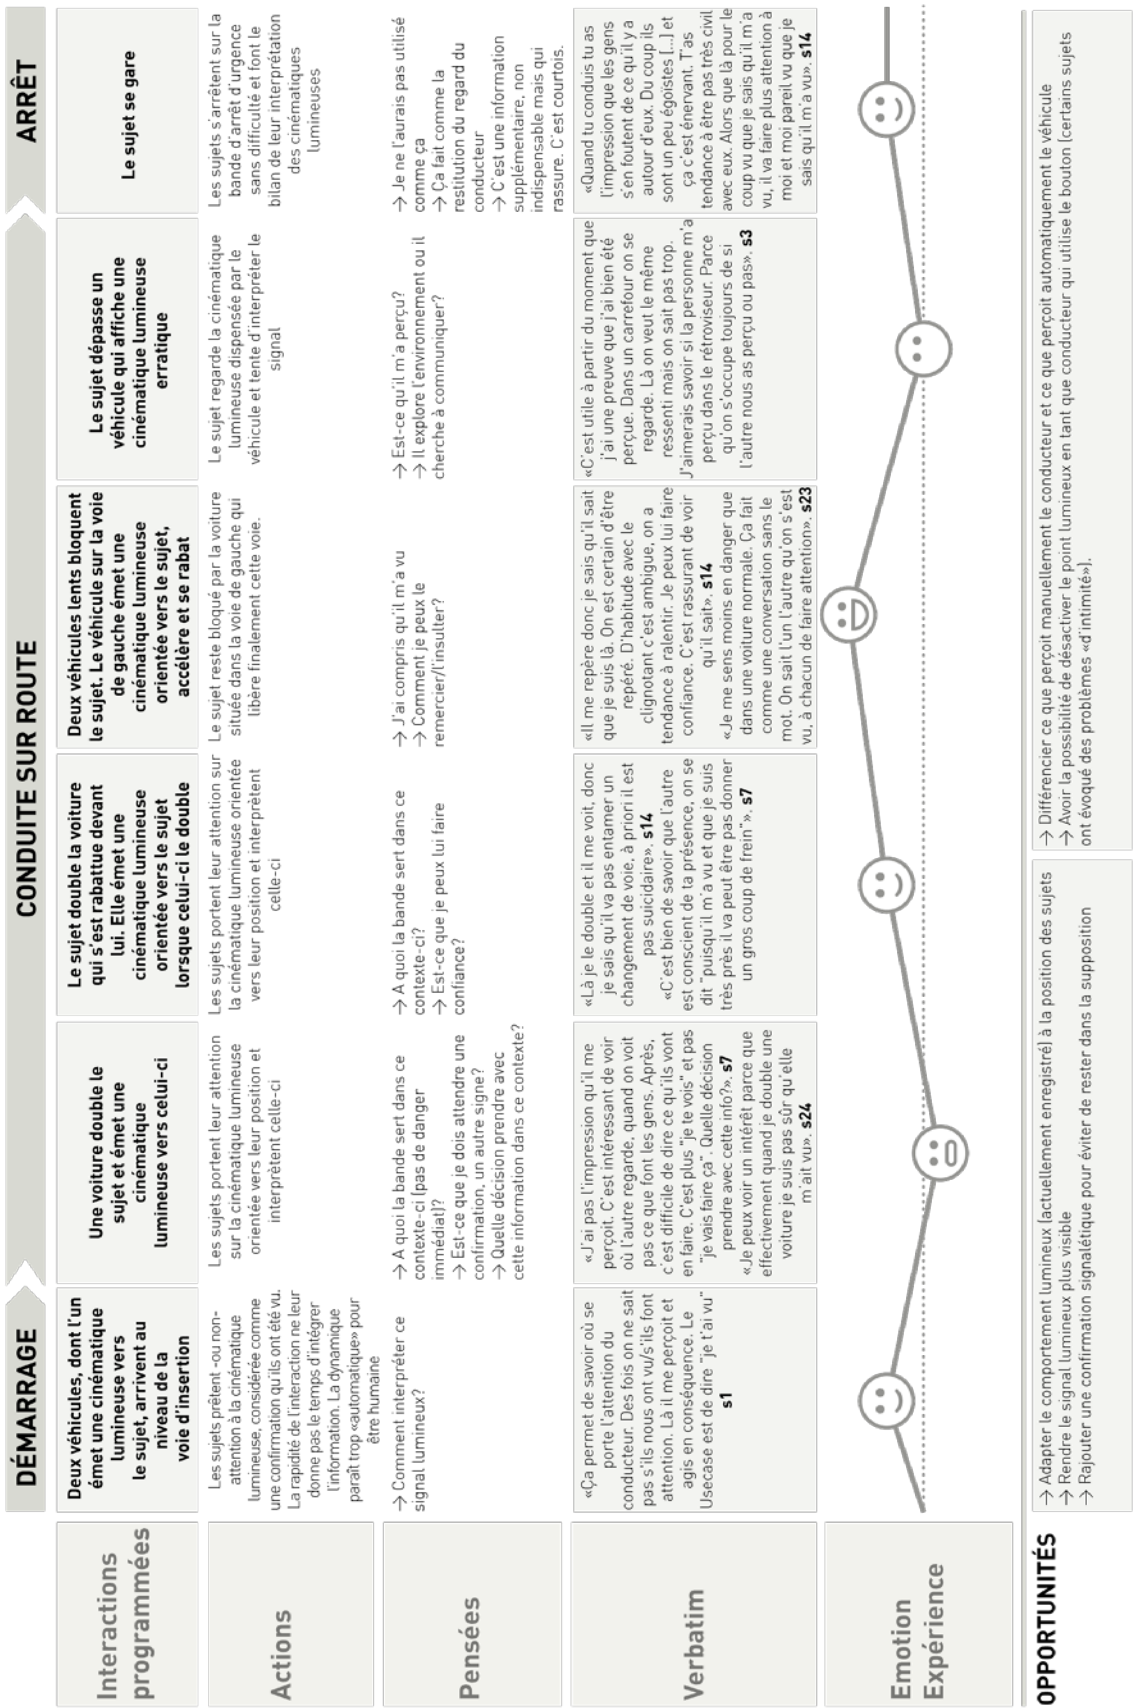 DÉMARRAGE
CONDUITE SUR ROUTE
ARRÊT
Interactions
programmées
Deux véhicules, dont l'un
émet une cinématique
lumineuse vers
le sujet, arrivent au
niveau de la
voie d'insertion
Une voiture double le
sujet et émet une
cinématique
lumineuse vers celui-ci
Le sujet double la voiture
qui s'est rabattue devant
lui. Elle émet une
cinématique lumineuse
orientée vers le sujet
lorsque celui-ci le double
Deux véhicules lents bloquent
le sujet. Le véhicule sur la voie
de gauche émet une
cinématique lumineuse
orientée vers le sujet,
accélère et se rabat
Le sujet dépasse un
véhicule qui affiche une
cinématique lumineuse
erratique
Le sujet se gare
Actions
Les sujets prêtent -ou non-
attention à la cinématique
lumineuse, considérée comme
une confirmation qu'ils ont été vu.
La rapidité de l'interaction ne leur
donne pas le temps d'intégrer
l'information. La dynamique
paraît trop «automatique» pour
être humaine
Les sujets portent leur attention
sur la cinématique lumineuse
orientée vers leur position et
interprètent celle-ci
Les sujets portent leur attention sur
la cinématique lumineuse orientée
vers leur position et interprètent
celle-ci
Le sujet reste bloqué par la voiture
située dans la voie de gauche qui
libère finalement cette voie.
Le sujet regarde la cinématique
lumineuse dispensée par le
véhicule et tente d'interpréter le
signal
Les sujets s'arrêtent sur la
bande d'arrêt d'urgence
sans difficulté et font le
bilan de leur interprétation
des cinématiques
lumineuses
Pensées
→ Comment interpréter ce
signal lumineux?
→ A quoi la bande sert dans ce
contexte-ci (pas de danger
immédiat)?
→ Est-ce que je dois attendre une
confirmation, un autre signe?
→ Quelle décision prendre avec
cette information dans ce contexte?
→ A quoi la bande sert dans ce
contexte-ci?
→ Est-ce que je peux lui faire
confiance?
→ J'ai compris qu'il m'a vu
→ Comment je peux le
remercier/l'insulter?
→ Est-ce qu'il m'a perçu?
→ Il explore l'environnement ou il
cherche à communiquer?
→ Je ne l'aurais pas utilisé
comme ça
→ Ça fait comme la
restitution du regard du
conducteur
→ C'est une information
supplémentaire, non
indispensable mais qui
rassure. C'est courtois.
Verbatim
«Ça permet de savoir où se
porte l'attention du
conducteur. Des fois on ne sait
pas s'ils nous ont vu/s'ils font
attention. Là il me perçoit et
agis en conséquence. Le
Usecase est de dire "je t'ai vu"
s1
«J'ai pas l'impression qu'il me
perçoit. C'est intéressant de voir
où l'autre regarde, quand on voit
pas ce que font les gens. Après,
c'est difficile de dire ce qu'ils vont
en faire. C'est plus "je te vois" et pas
"je vais faire ça". Quelle décision
prendre avec cette info?». s7
«Je peux voir un intérêt parce que
effectivement quand je double une
voiture je suis pas sûr qu'elle
m'ait vu». s24
«Là je le double et il me voit, donc
je sais qu'il va pas entamer un
changement de voie, à priori il est
pas suicidaire». s14
«C'est bien de savoir que l'autre
est conscient de ta présence, on se
dit "puisqu'il m'a vu et que je suis
très près il va peut être pas donner
un gros coup de frein"». s7
«Il me repère donc je sais qu'il sait
que je suis là. On est certain d'être
repéré. D'habitude avec le
clignotant c'est ambigue, on a
tendance à ralentir. Je peux lui faire
confiance. C'est rassurant de voir
qu'il sait». s14
«Je me sens moins en danger que
dans une voiture normale. Ça fait
comme une conversation sans le
mot. On sait l'un l'autre qu'on s'est
vu, à chacun de faire attention». s23
«C'est utile à partir du moment que
j'ai une preuve que j'ai bien été
perçue. Dans un carrefour on se
regarde. Là on veut le même
ressenti mais on sait pas trop.
J'aimerais savoir si la personne m'a
perçu dans le rétroviseur. Parce
qu'on s'occupe toujours de si
l'autre nous as perçu ou pas». s3
«Quand tu conduis tu as
l'impression que les gens
s'en foutent de ce qu'il y a
autour d'eux. Du coup ils
sont un peu égoïstes [...] et
ça c'est énervant. T'as
tendance à être pas très civil
avec eux. Alors que là pour le
coup vu que je sais qu'il m'a
vu, il va faire plus attention à
moi et moi pareil vu que je
sais qu'il m'a vu». s14
Emotion
Expérience
OPPORTUNITÉS
→ Adapter le comportement lumineux (actuellement enregistré) à la position des sujets
→ Rendre le signal lumineux plus visible
→ Rajouter une confirmation signalétique pour éviter de rester dans la supposition
→ Différencier ce que perçoit manuellement le conducteur et ce que perçoit automatiquement le véhicule
→ Avoir la possibilité de désactiver le point lumineux en tant que conducteur qui utilise le bouton (certains sujets
ont évoqué des problèmes «d'intimité»).